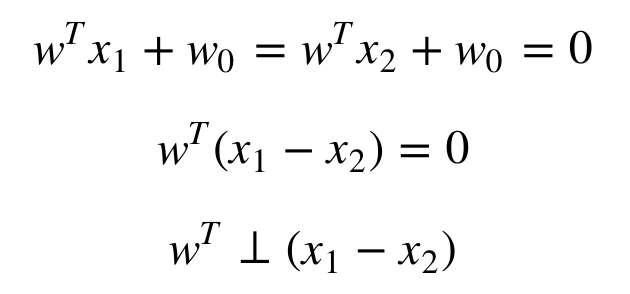 w^T x_1 + w_0 = w^T x_2 + w_0 = 0
w^T (x_1 − x_2) = 0
w^T ⊥ (x_1 − x_2)